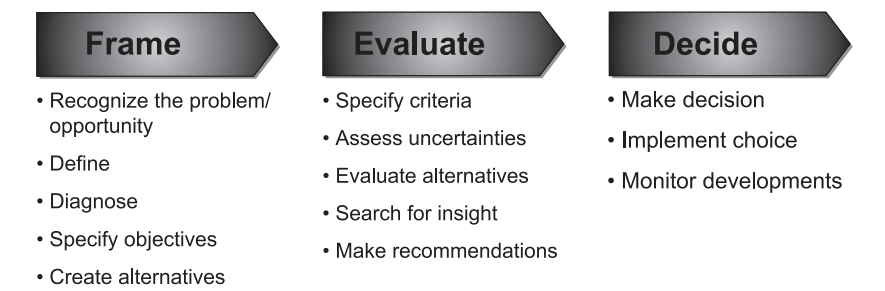 Frame
• Recognize the problem/
opportunity
• Define
• Diagnose
• Specify objectives
• Create alternatives
Evaluate
• Specify criteria
• Assess uncertainties
• Evaluate alternatives
• Search for insight
• Make recommendations
Decide
• Make decision
• Implement choice
• Monitor developments